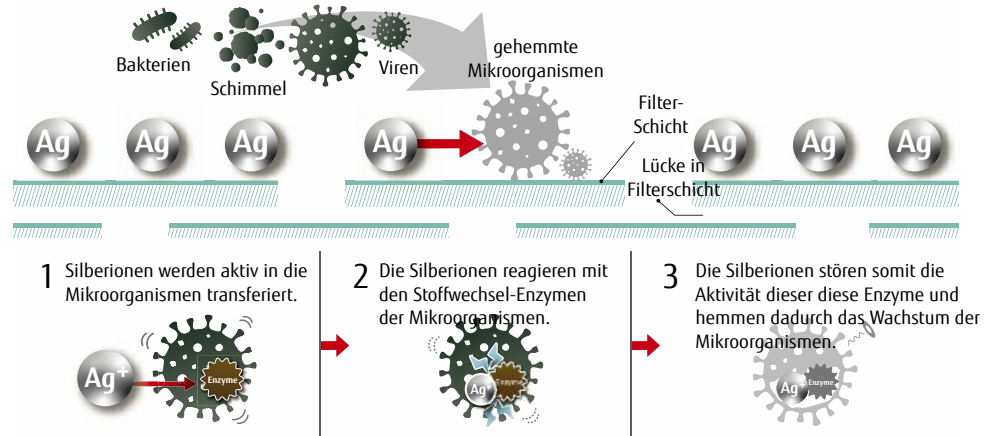 Bakterien
Schimmel
Viren
gehemmte
Mikroorganismen
Filter-
Schicht
Lücke in
Filterschicht
Ag
Ag
Ag
Ag
Ag
Ag
Ag
1 Silberionen werden aktiv in die
Mikroorganismen transferiert.
Ag+
Enzyme
2 Die Silberionen reagieren mit
den Stoffwechsel-Enzymen
der Mikroorganismen.
Ag+
Enzyme
3 Die Silberionen stören somit die
Aktivität dieser diese Enzyme und
hemmen dadurch das Wachstum der
Mikroorganismen.
Ag+
Enzyme